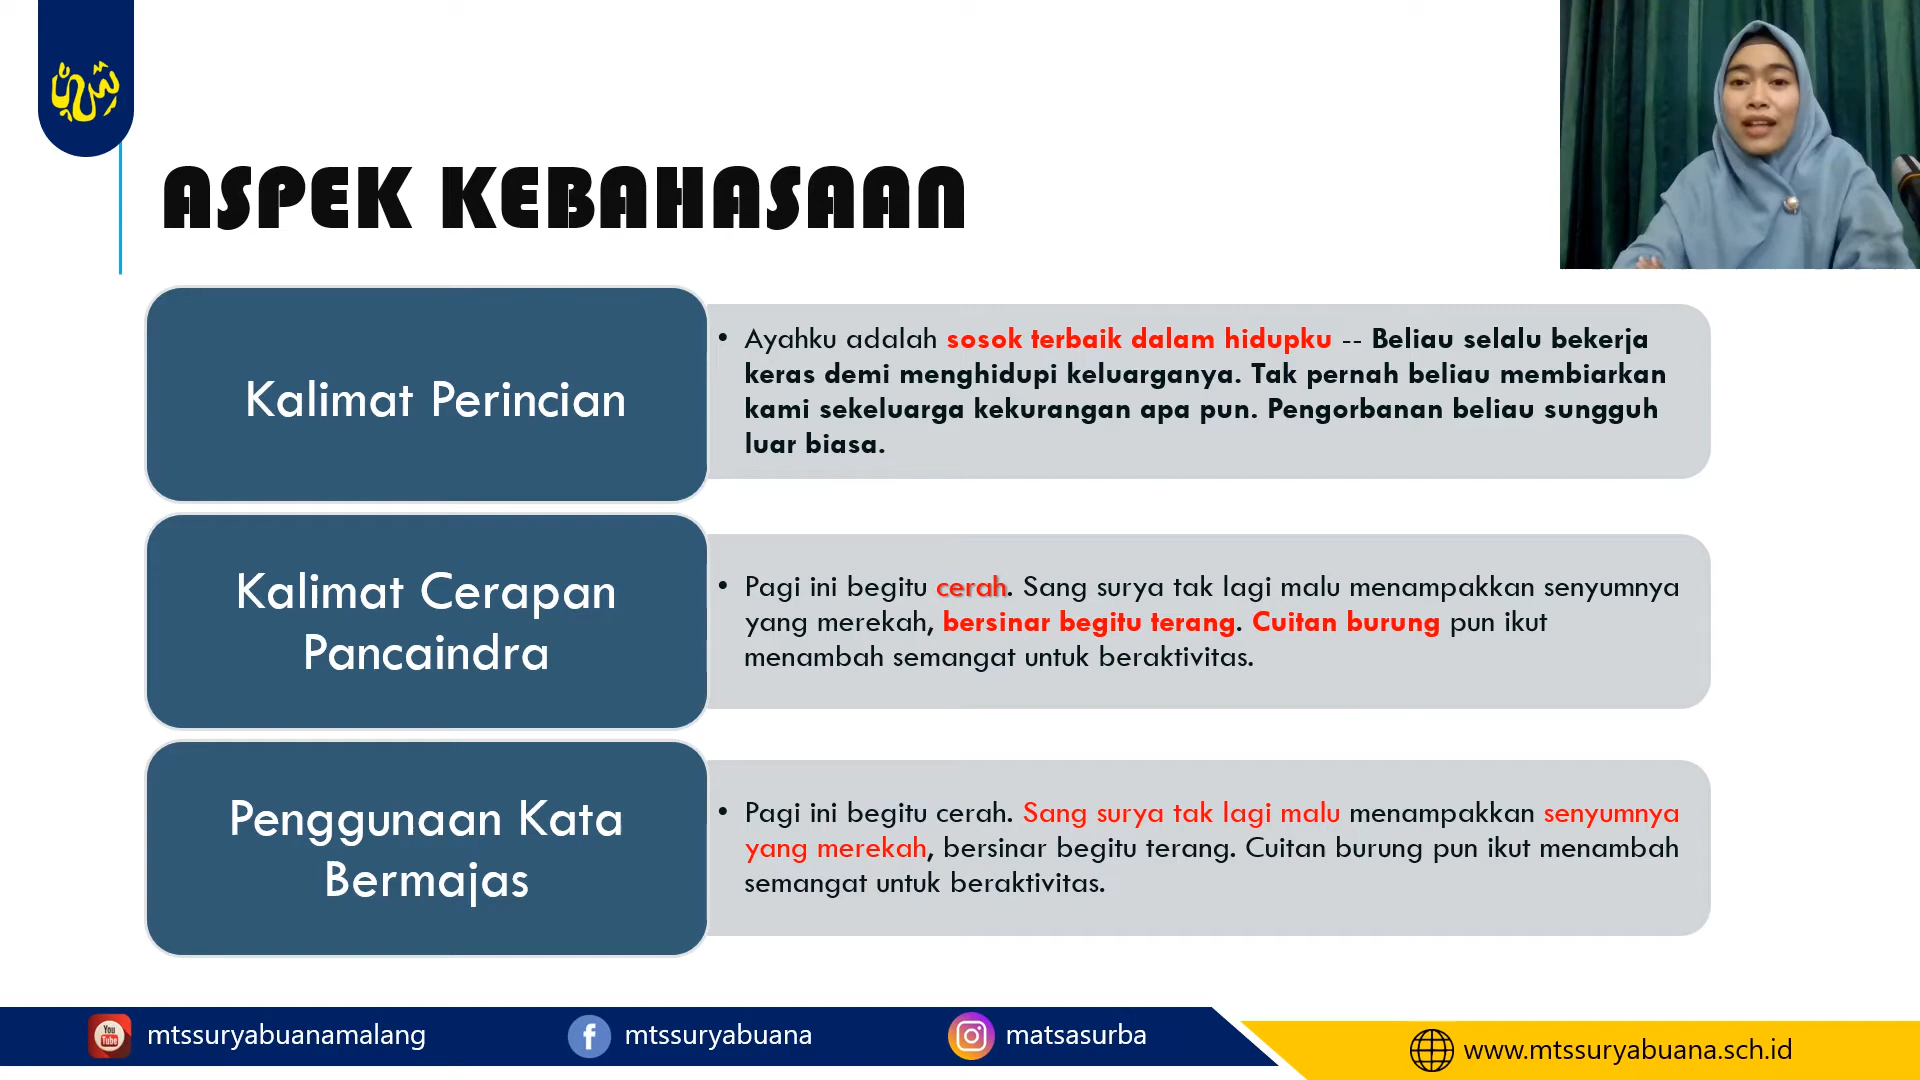 ASPEK KEBAHASAAN
Kalimat Perincian
• Ayahku adalah sosok terbaik dalam hidupku -- Beliau selalu bekerja
keras demi menghidupi keluarganya. Tak pernah beliau membiarkan
kami sekeluarga kekurangan apa pun. Pengorbanan beliau sungguh
luar biasa.
Kalimat Cerapan
Pancaindra
• Pagi ini begitu cerah. Sang surya tak lagi malu menampakkan senyumnya
yang merekah, bersinar begitu terang. Cuitan burung pun ikut
menambah semangat untuk beraktivitas.
Penggunaan Kata
Bermajas
• Pagi ini begitu cerah. Sang surya tak lagi malu menampakkan senyumnya
yang merekah, bersinar begitu terang. Cuitan burung pun ikut menambah
semangat untuk beraktivitas.
You
Tube
mtssuryabuanamalang
mtssuryabuana
matsasurba
www.mtssuryabuana.sch.id